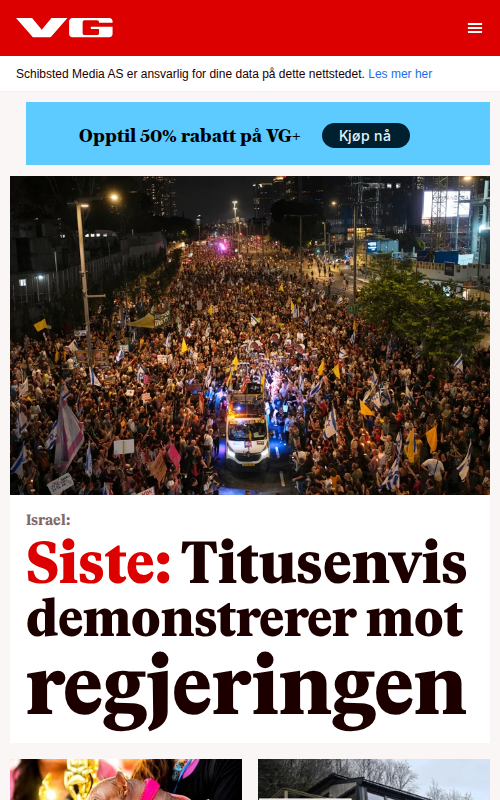 VG
Schibsted Media AS er ansvarlig for dine data på dette nettstedet. Les mer her
Opptil 50% rabatt på VG+ Kjøp nå
Israel:
Siste: Titusenvis
demonstrerer mot
regjeringen